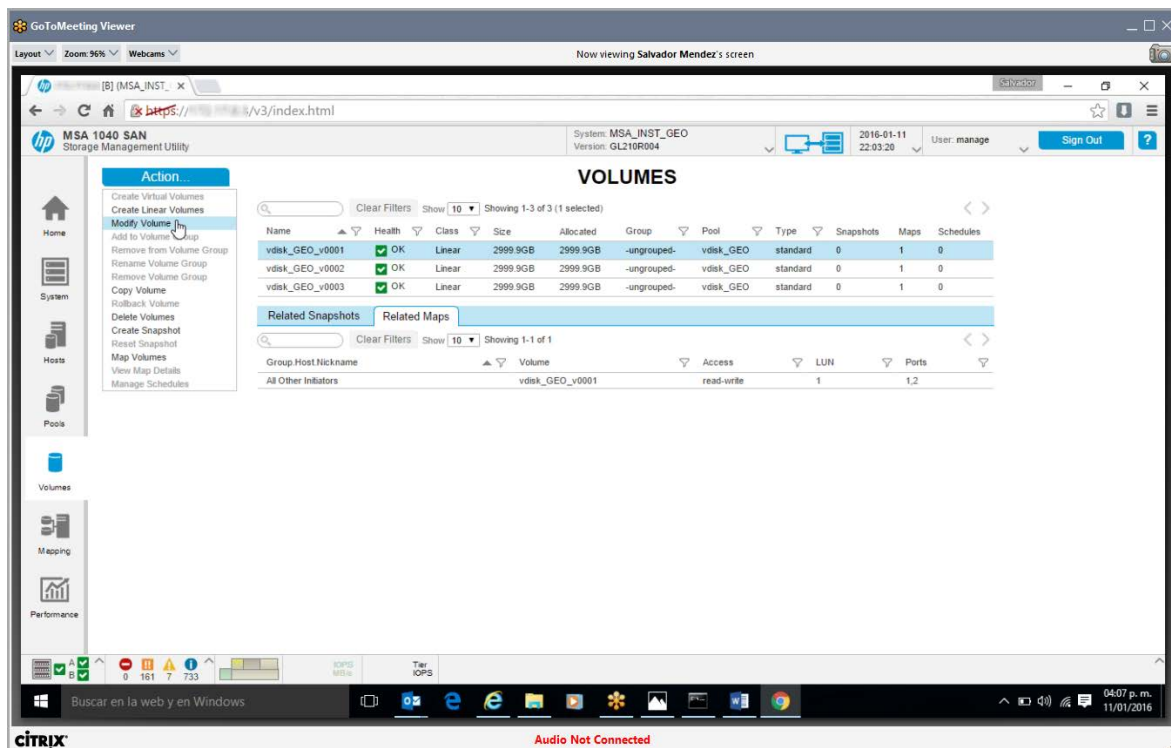 GoToMeeting Viewer
Layout Zoom: 96% Webcams Now viewing Salvador Mendez's screen
[B] (MSA_INST_ Salvador
https:// /v3/index.html
MSA 1040 SAN
Storage Management Utility
System: MSA_INST_GEO
Version: GL210R004
2016-01-11
22:03:20
User: manage
Sign Out
?
Action...
VOLUMES
Create Virtual Volumes
Create Linear Volumes
Modify Volume
Add to Volume Group
Remove from Volume Group
Rename Volume Group
Remove Volume Group
Copy Volume
Rollback Volume
Delete Volumes
Create Snapshot
Reset Snapshot
Map Volumes
View Map Details
Manage Schedules
Clear Filters Show 10 Showing 1-3 of 3 (1 selected)
Name Health Class Size Allocated Group Pool Type Snapshots Maps Schedules
vdisk_GEO_v0001 OK Linear 2999.9GB 2999.9GB -ungrouped- vdisk_GEO standard 0 1 0
vdisk_GEO_v0002 OK Linear 2999.9GB 2999.9GB -ungrouped- vdisk_GEO standard 0 1 0
vdisk_GEO_v0003 OK Linear 2999.9GB 2999.9GB -ungrouped- vdisk_GEO standard 0 1 0
Related Snapshots Related Maps
Clear Filters Show 10 Showing 1-1 of 1
Group.Host.Nickname Volume Access LUN Ports
All Other Initiators vdisk_GEO_v0001 read-write 1 1,2
Home
System
Hosts
Pools
Volumes
Mapping
Performance
A
B
0 161 7 733
IOPS
MB/s
Tier
IOPS
Buscar en la web y en Windows
04:07 p. m.
11/01/2016
CITRIX
Audio Not Connected